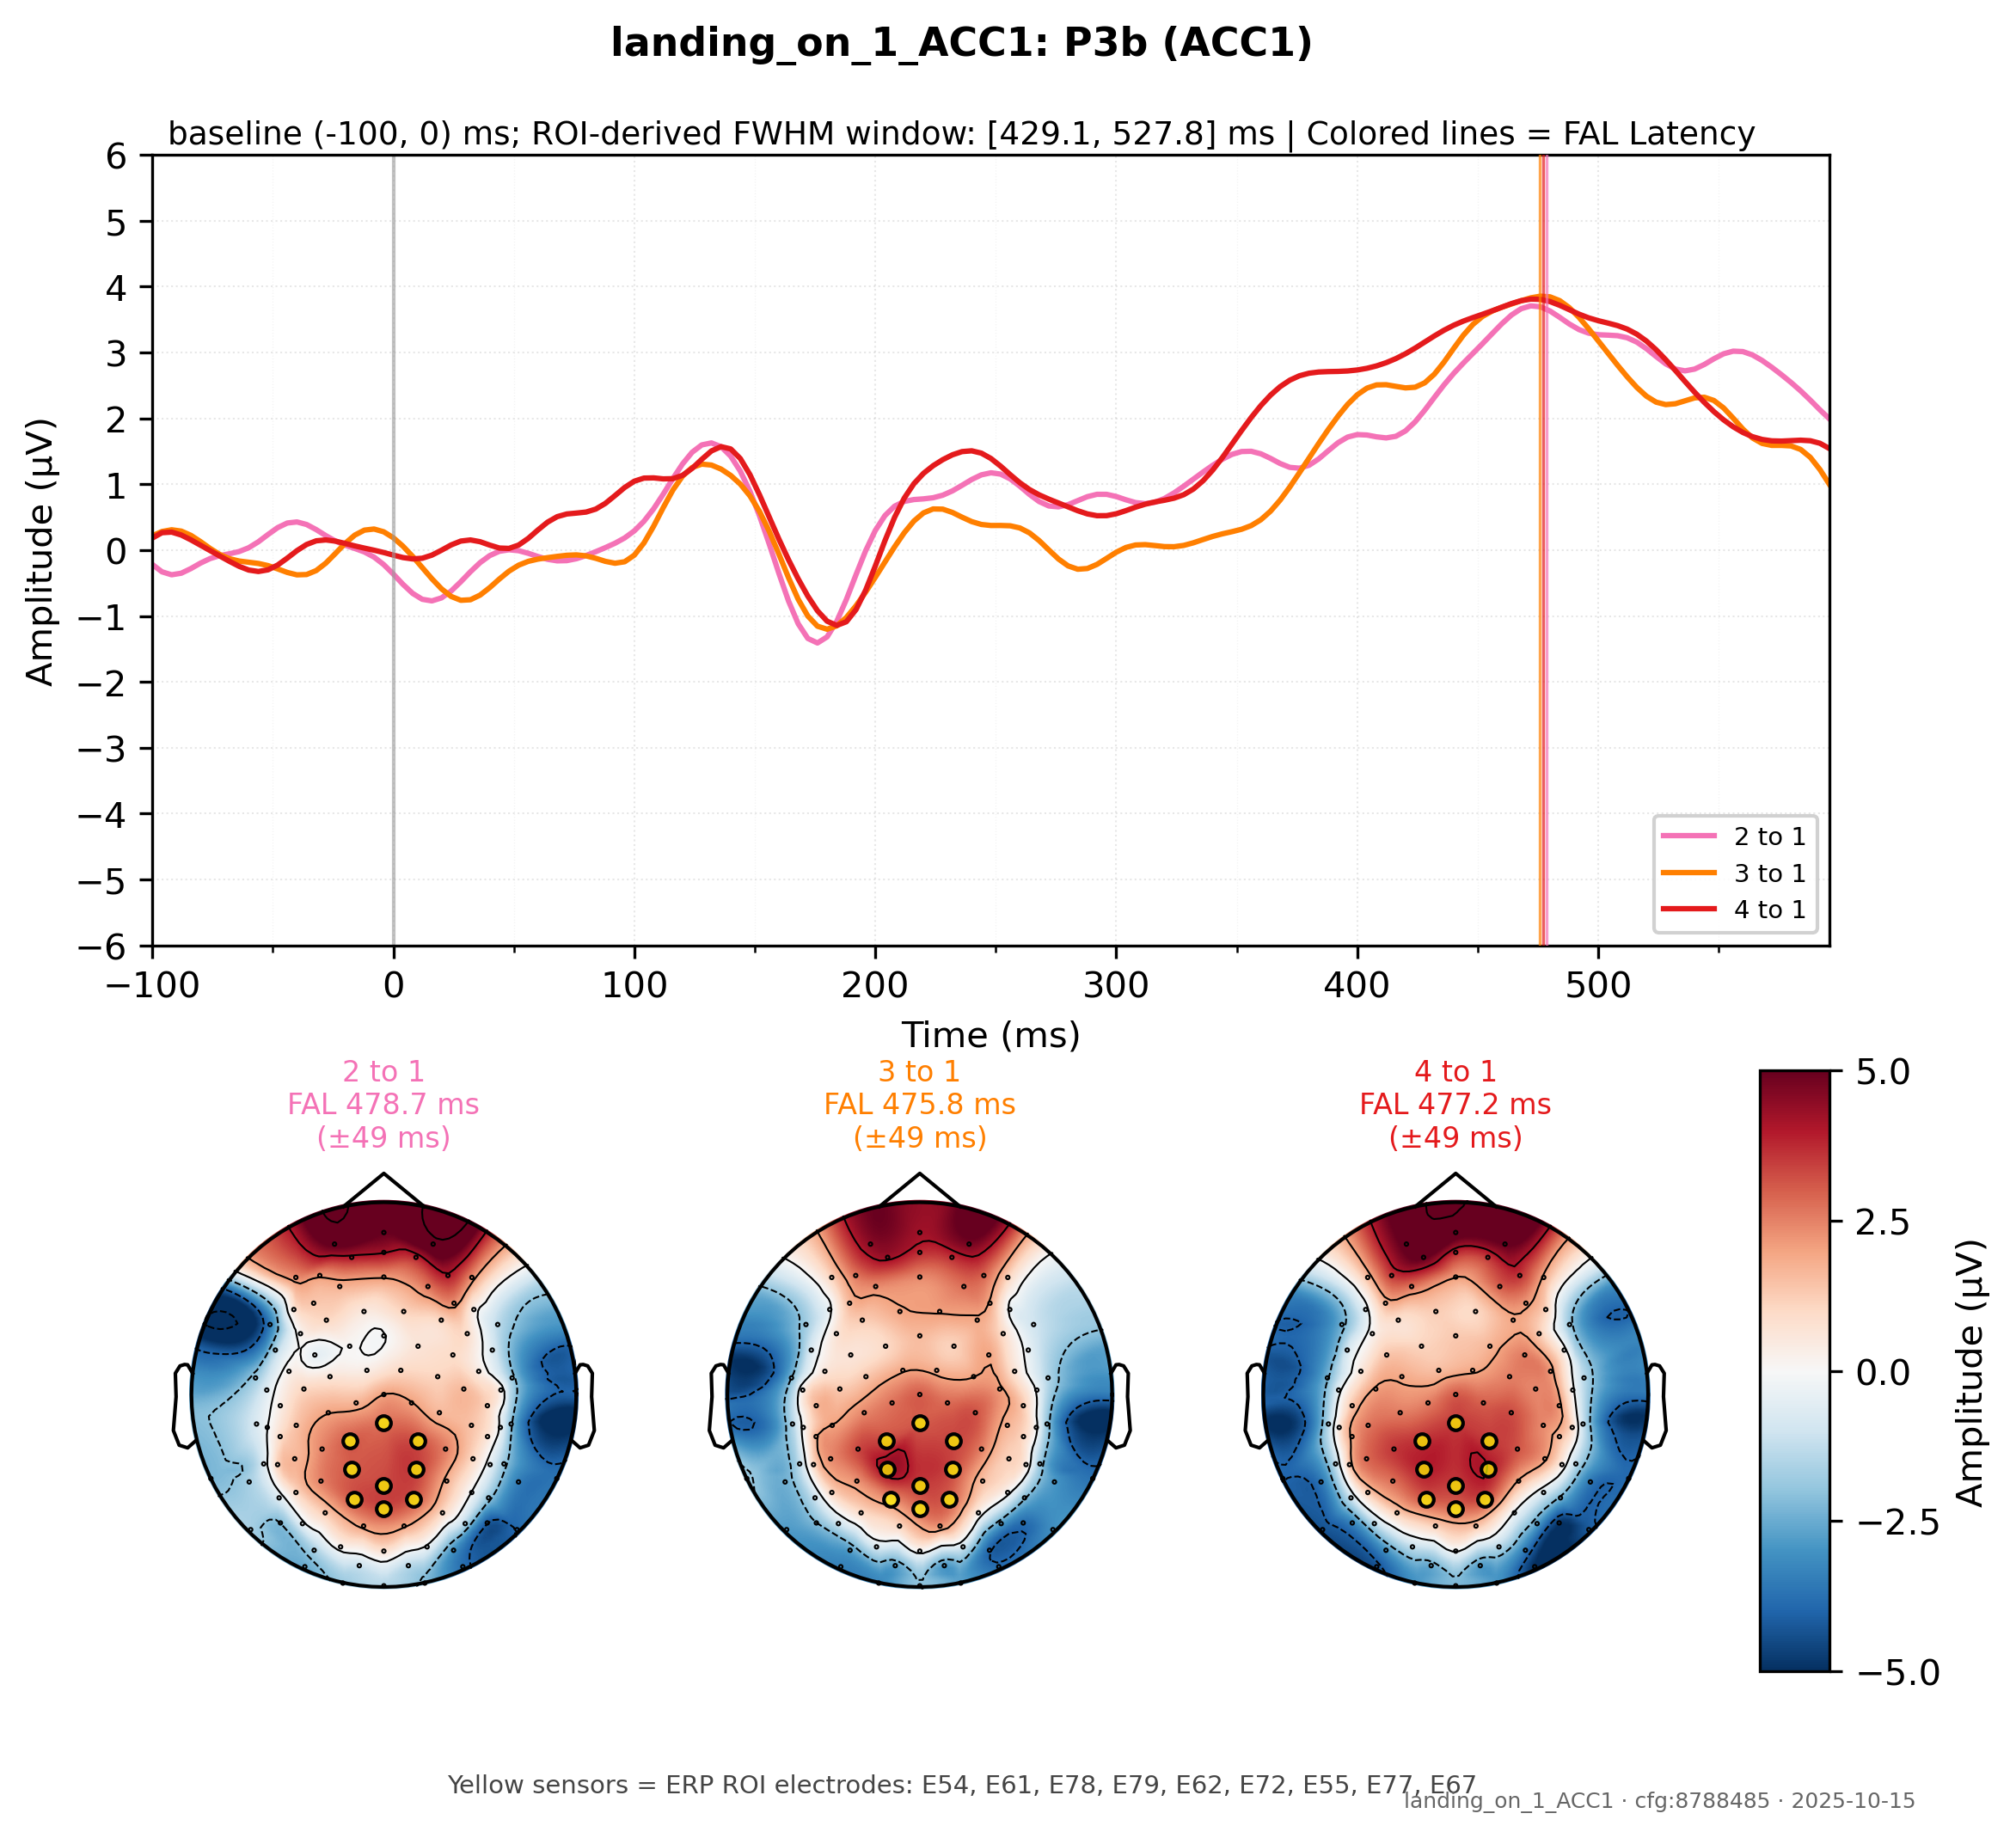 landing_on_1_ACC1: P3b (ACC1)
baseline (-100, 0) ms; ROI-derived FWHM window: [429.1, 527.8] ms | Colored lines = FAL Latency
Amplitude (µV)
6
5
4
3
2
1
0
−1
−2
−3
−4
−5
−6
2 to 1
3 to 1
4 to 1
−100
0
100
200
300
400
500
Time (ms)
2 to 1
FAL 478.7 ms
(±49 ms)
3 to 1
FAL 475.8 ms
(±49 ms)
4 to 1
FAL 477.2 ms
(±49 ms)
5.0
2.5
0.0
−2.5
−5.0
Amplitude (µV)
Yellow sensors = ERP ROI electrodes: E54, E61, E78, E79, E62, E72, E55, E77, E67
landing_on_1_ACC1 · cfg:8788485 · 2025-10-15